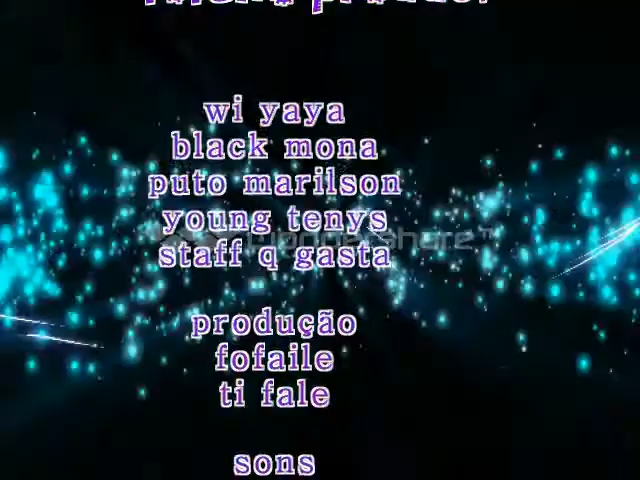 wi yaya
black mona
puto marilson
young tenys
staff q gasta
produção
fofaile
ti fale
sons